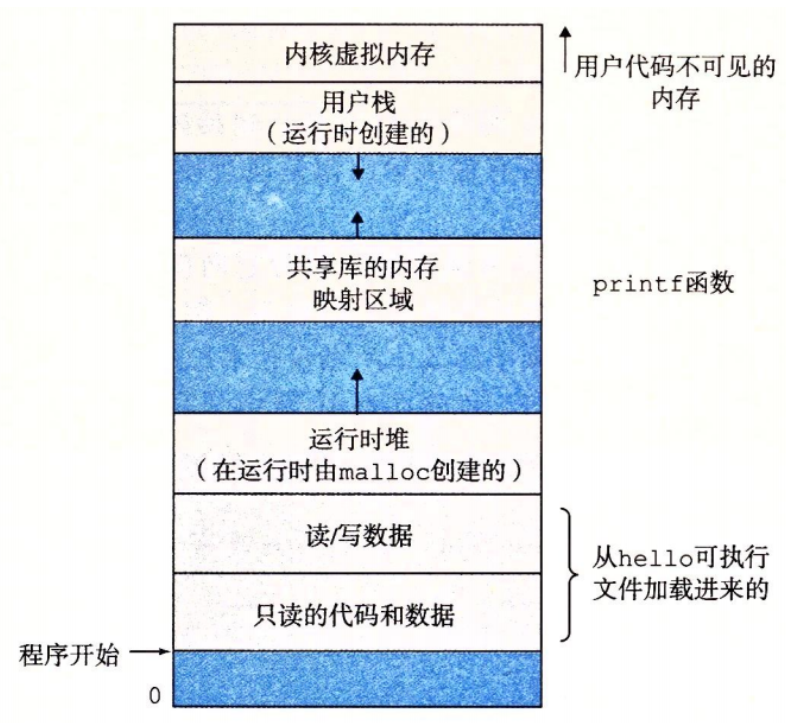 内核虚拟内存
用户代码不可见的
内存
用户栈
（运行时创建的）
共享库的内存
映射区域
printf函数
运行时堆
（在运行时由malloc创建的）
读/写数据
从hello可执行
文件加载进来的
只读的代码和数据
程序开始
0